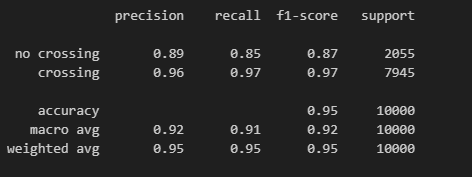 precision recall f1-score support
no crossing 0.89 0.85 0.87 2055
crossing 0.96 0.97 0.97 7945
accuracy 0.95 10000
macro avg 0.92 0.91 0.92 10000
weighted avg 0.95 0.95 0.95 10000